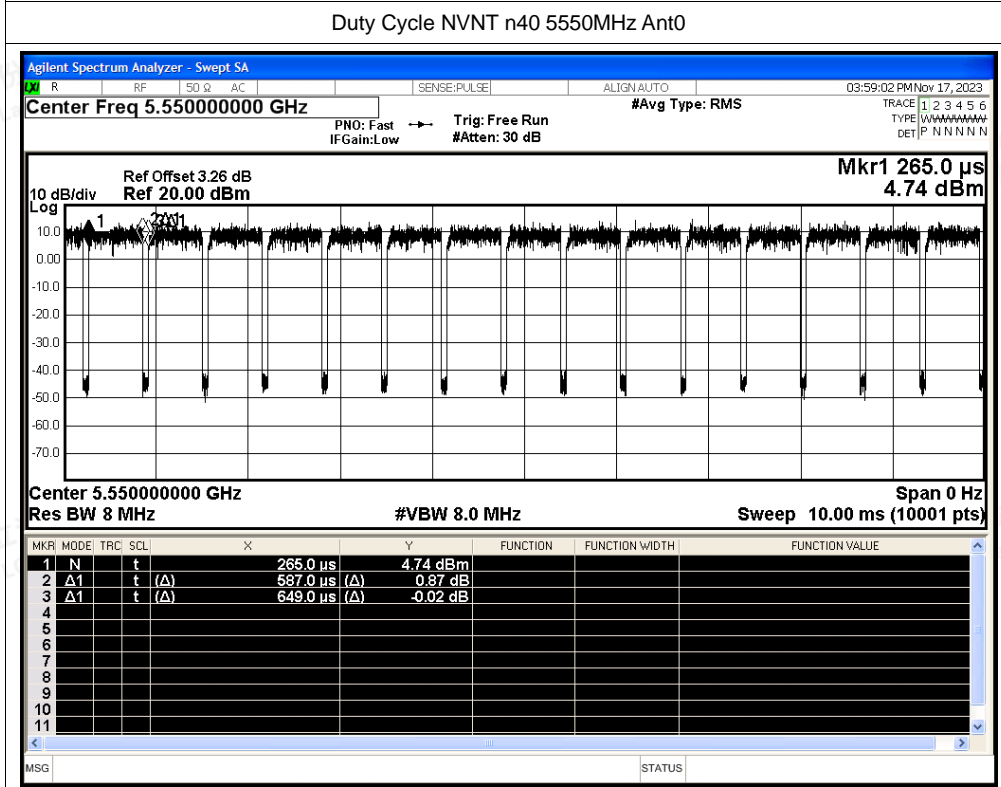 Duty Cycle NVNT n40 5550MHz Ant0
Agilent Spectrum Analyzer - Swept SA
LXI R RF 50 Ω AC SENSE:PULSE ALIGN AUTO 03:59:02 PM Nov 17, 2023
Center Freq 5.550000000 GHz #Avg Type: RMS TRACE 1 2 3 4 5 6
PNO: Fast Trig: Free Run TYPE WWWWWW
IFGain:Low #Atten: 30 dB DET P N N N N N
Mkr1 265.0 µs
Ref Offset 3.26 dB
10 dB/div Ref 20.00 dBm 4.74 dBm
Log
10.0
0.00
-10.0
-20.0
-30.0
-40.0
-50.0
-60.0
-70.0
1 2Δ1 3Δ1
Center 5.550000000 GHz Span 0 Hz
Res BW 8 MHz #VBW 8.0 MHz Sweep 10.00 ms (10001 pts)
MKR MODE TRC SCL X Y FUNCTION FUNCTION WIDTH FUNCTION VALUE
1 N t 265.0 µs 4.74 dBm
2 Δ1 t (Δ) 587.0 µs (Δ) 0.87 dB
3 Δ1 t (Δ) 649.0 µs (Δ) -0.02 dB
4
5
6
7
8
9
10
11
MSG STATUS